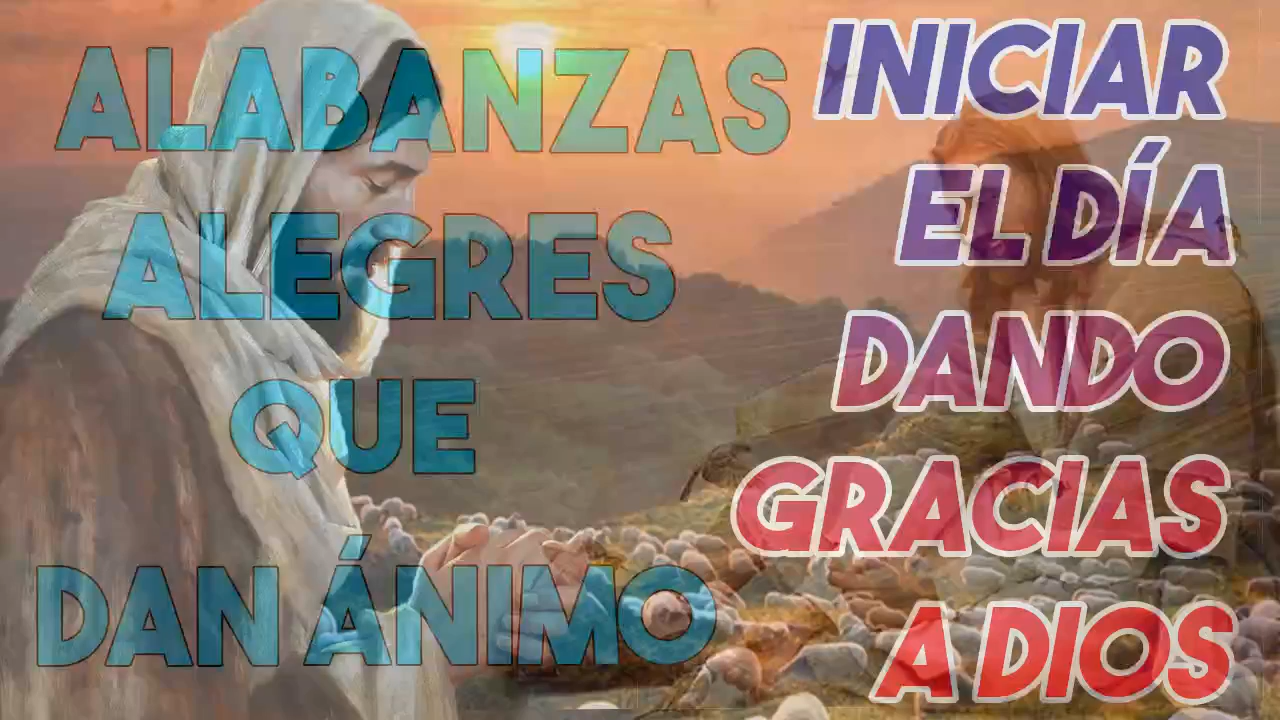 ALABANZAS
ALEGRES
QUE
DAN ÁNIMO
INICIAR
EL DÍA
DANDO
GRACIAS
A DIOS